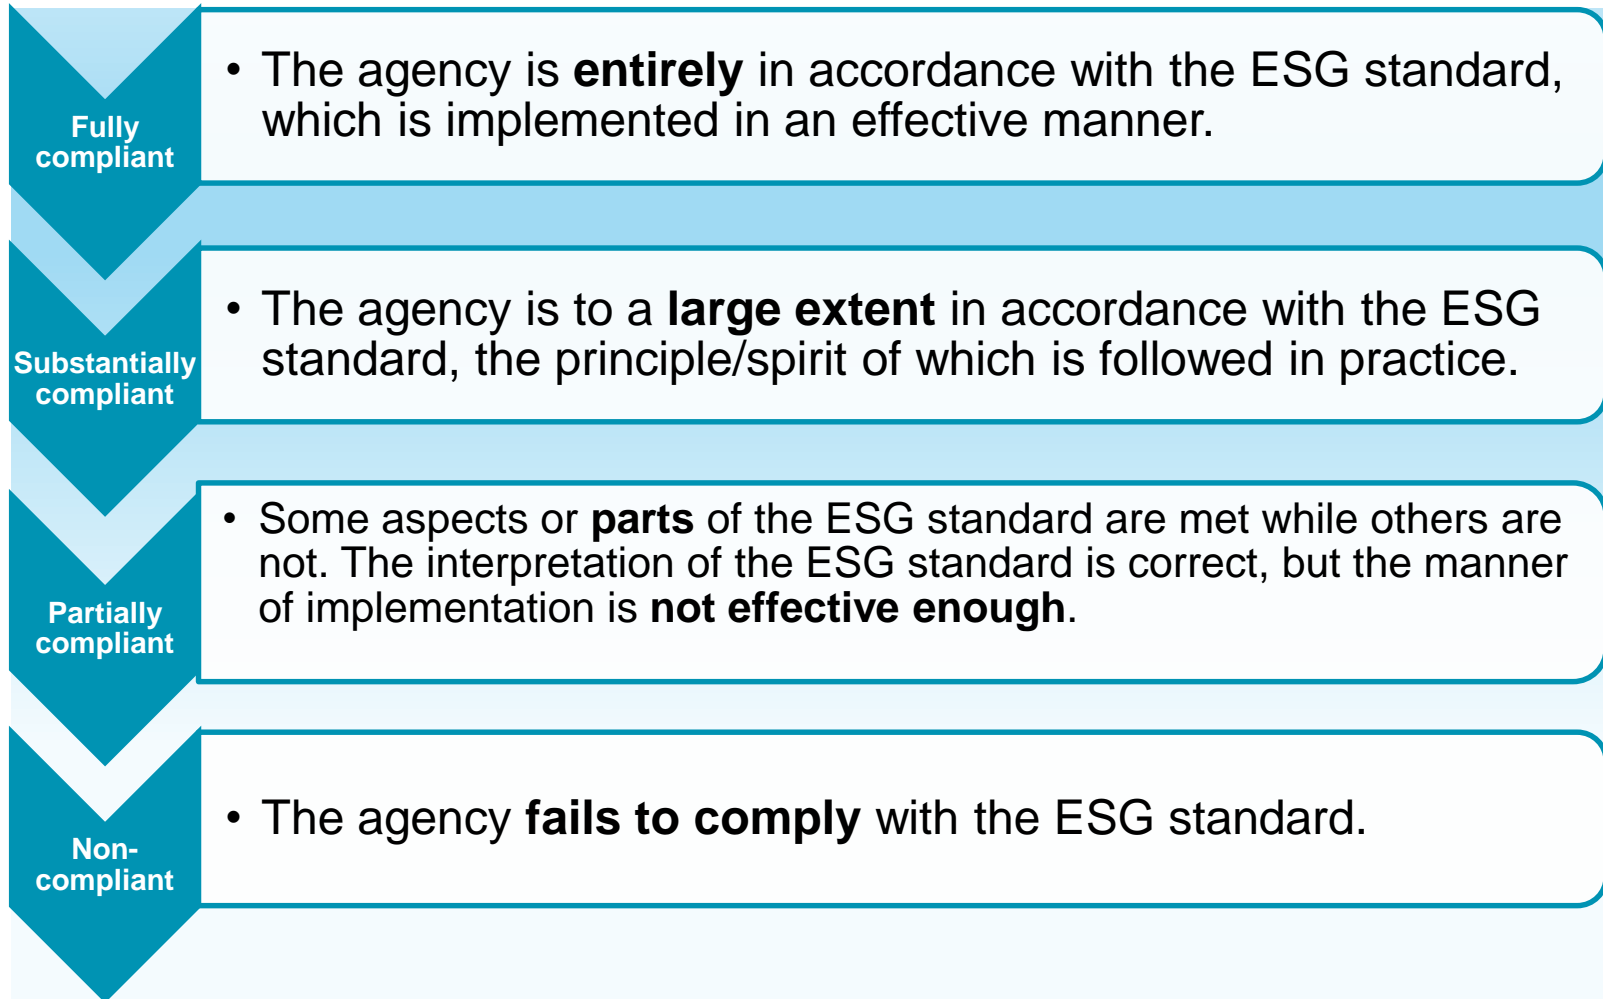 Fully
compliant
• The agency is entirely in accordance with the ESG standard,
which is implemented in an effective manner.
Substantially
compliant
• The agency is to a large extent in accordance with the ESG
standard, the principle/spirit of which is followed in practice.
Partially
compliant
• Some aspects or parts of the ESG standard are met while others are
not. The interpretation of the ESG standard is correct, but the manner
of implementation is not effective enough.
Non-
compliant
• The agency fails to comply with the ESG standard.